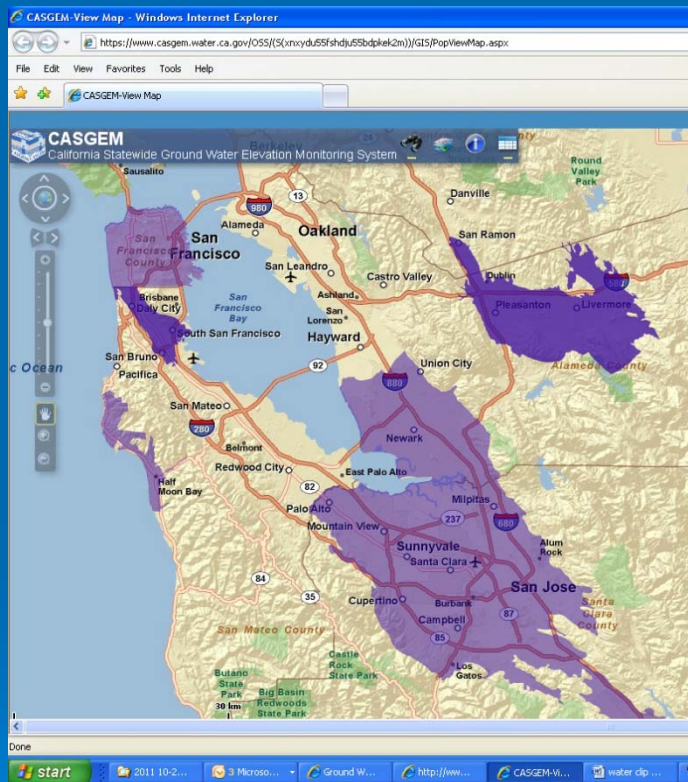 CASGEM-View Map - Windows Internet Explorer
https://www.casgem.water.ca.gov/OSS/(S(xnxydu55fshdju55bdpkek2m))/GIS/PopViewMap.aspx
File Edit View Favorites Tools Help
CASGEM-View Map
CASGEM
California Statewide Ground Water Elevation Monitoring System
Berkeley
Sausalito
Round
Valley
Park
Danville
13
980
Alameda
Oakland
San
Francisco
County
San
Francisco
San Ramon
San Leandro
Castro Valley
Dublin
580
Brisbane
Daly City
San
Francisco
Bay
Ashland
San
Lorenzo
Pleasanton
Livermore
South San Francisco
Hayward
San Bruno
Pacifica
92
Union City
Alameda County
c Ocean
880
San Mateo
280
Newark
Belmont
Redwood City
East Palo Alto
Half
Moon Bay
82
Palo Alto
Milpitas
237
Mountain View
680
Sunnyvale
Santa Clara
Alum
Rock
84
35
Cupertino
Burbank
San Jose
Santa
Clara
County
Campbell
87
San Mateo County
85
Los
Gatos
Castle
Rock
State Park
Butano
State
Park
Big Basin
Redwoods
State Park
30 km
Done
start
2011 10-2...
3 Microso...
Ground W...
http://ww...
CASGEM-Vi...
water clip ...